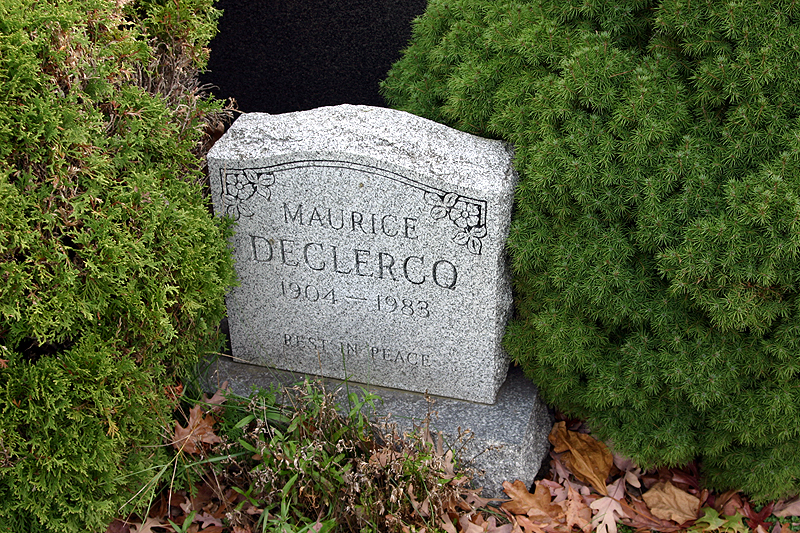 MAURICE
DECLERCQ
1904 — 1983
REST IN PEACE